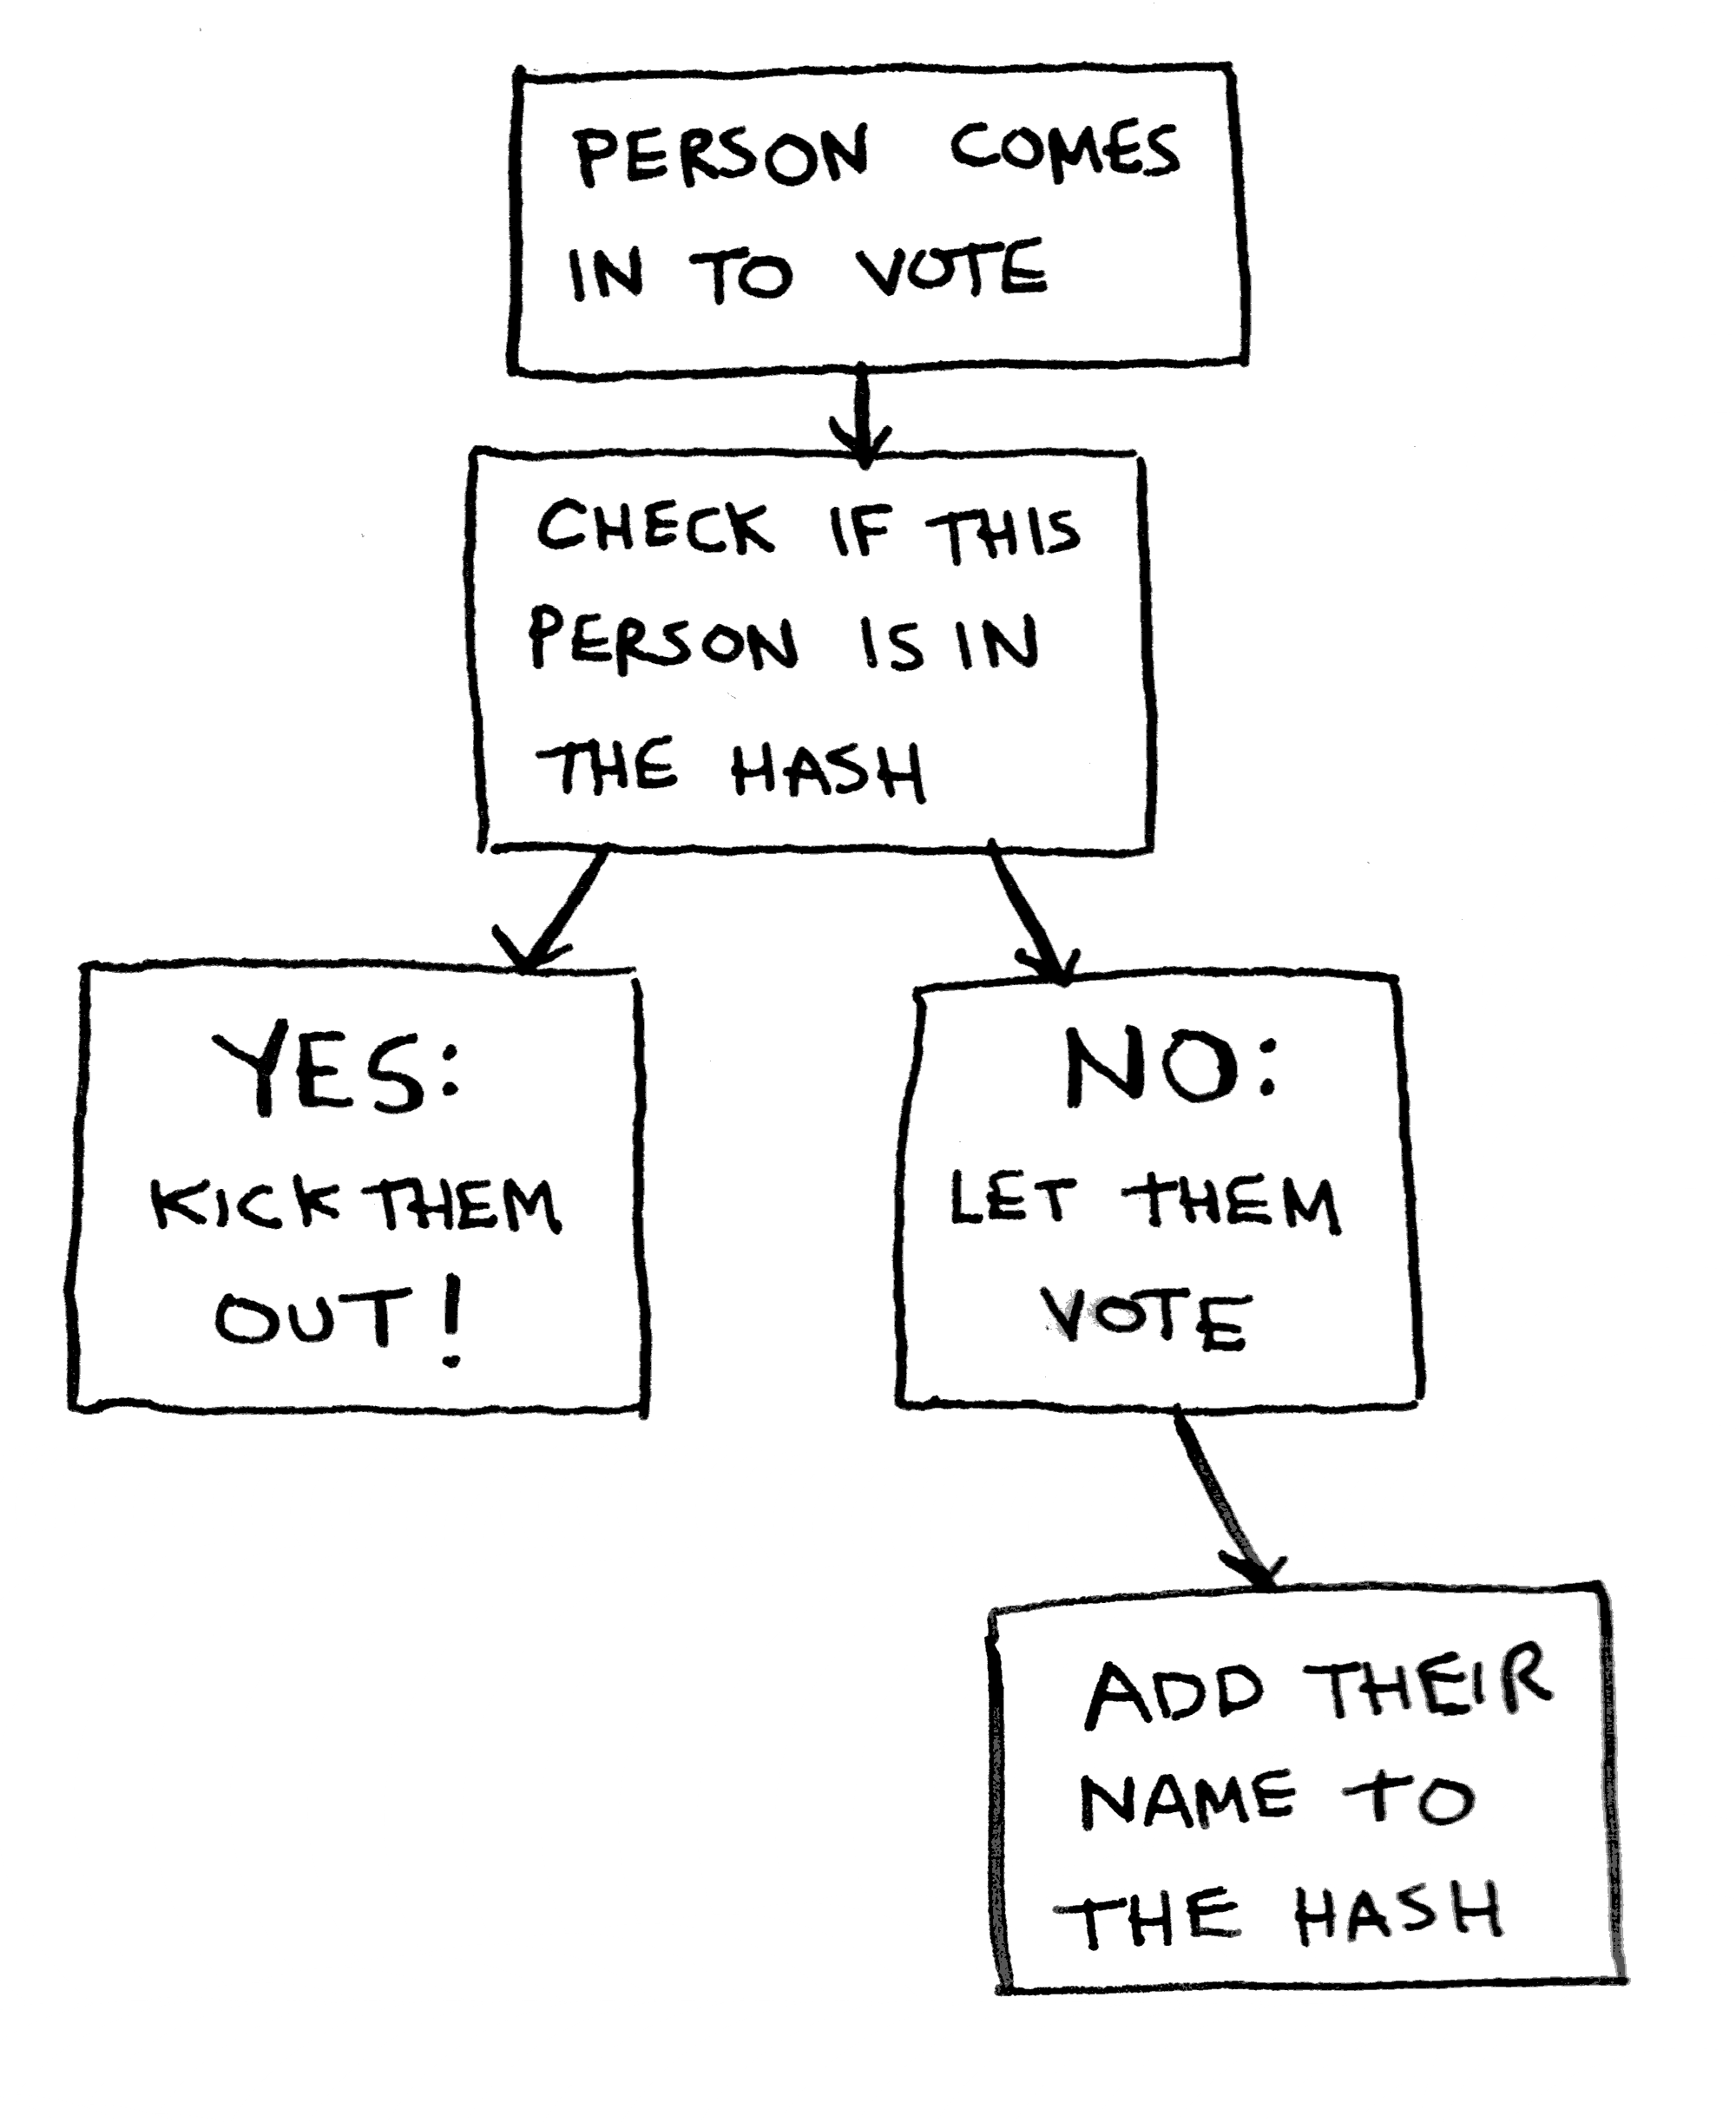 PERSON COMES
IN TO VOTE
CHECK IF THIS
PERSON IS IN
THE HASH
YES:
KICK THEM
OUT!
NO:
LET THEM
VOTE
ADD THEIR
NAME TO
THE HASH